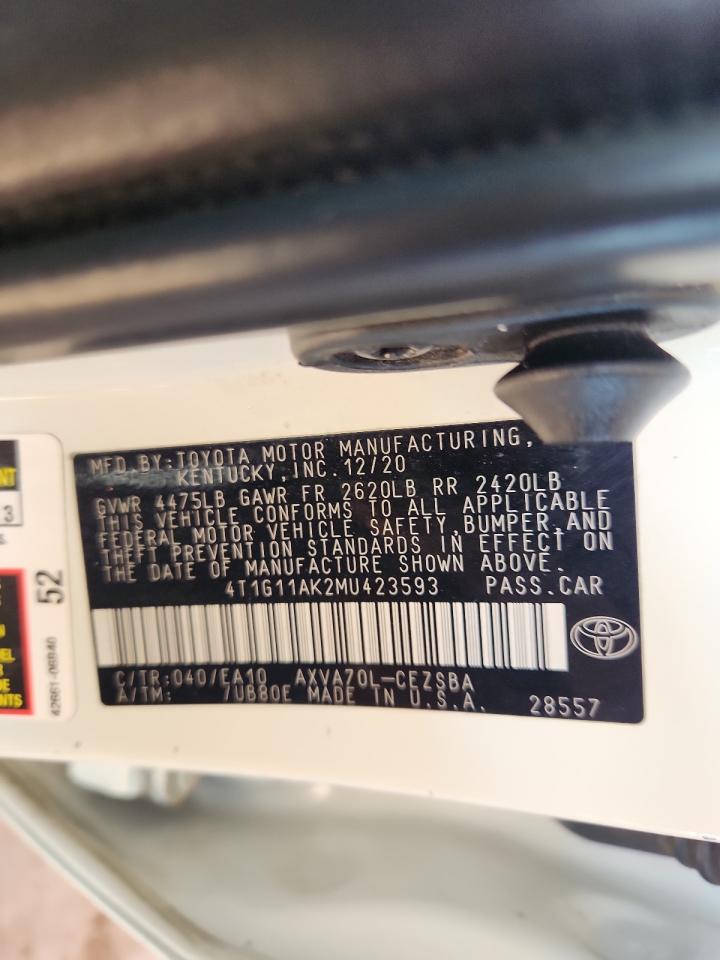 MFD.BY:TOYOTA MOTOR MANUFACTURING,
KENTUCKY,INC.12/20
GVWR 4475LB GAWR FR 2620LB RR 2420LB
THIS VEHICLE CONFORMS TO ALL APPLICABLE
FEDERAL MOTOR VEHICLE SAFETY,BUMPER,AND
THEFT PREVENTION STANDARDS IN EFFECT ON
THE DATE OF MANUFACTURE SHOWN ABOVE.
4T1G11AK2MU423593 PASS.CAR
C/TR:040/EA10 AXVA70L-CEZSBA
A/TM: 7UB80E MADE IN U.S.A. 28557
52